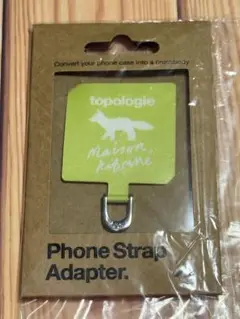 Convert your phone case into a crossbody
topologie
Maison
Kitsuné
Phone Strap
Adapter.